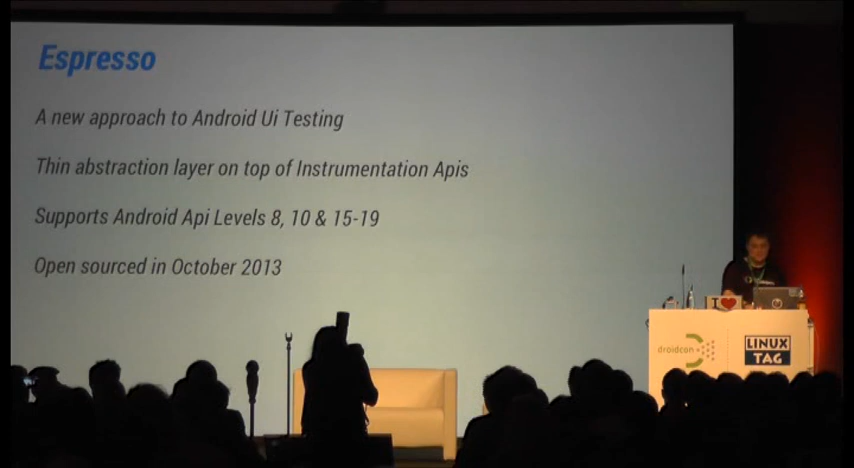 Espresso
A new approach to Android Ui Testing
Thin abstraction layer on top of Instrumentation Apis
Supports Android Api Levels 8, 10 & 15-19
Open sourced in October 2013
I
droidcon
LINUX
TAG